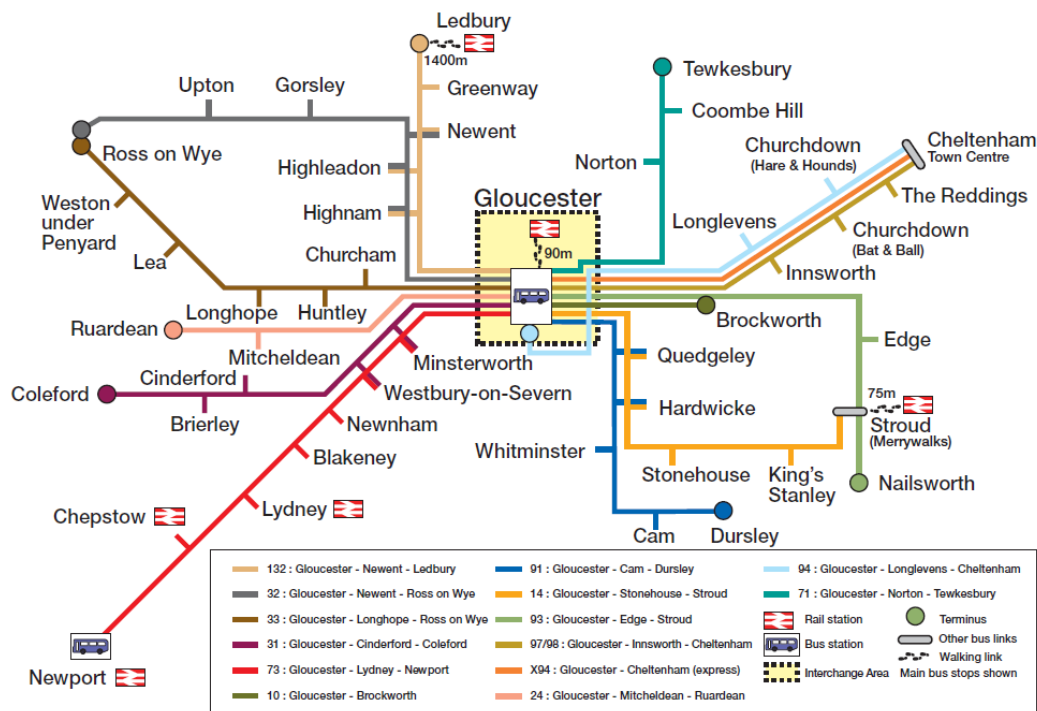 Ledbury
1400m
Greenway
Newent
Upton
Gorsley
Ross on Wye
Highleadon
Highnam
Tewkesbury
Coombe Hill
Norton
Churchdown
(Hare & Hounds)
Cheltenham
Town Centre
The Reddings
Longlevens
Churchdown
(Bat & Ball)
Innsworth
Gloucester
90m
Weston
under
Penyard
Lea
Churcham
Longhope
Huntley
Ruardean
Mitcheldean
Brockworth
Minsterworth
Quedgeley
Edge
Cinderford
Westbury-on-Severn
Coleford
Brierley
Newnham
Hardwicke
75m
Stroud
(Merrywalks)
Blakeney
Whitminster
Stonehouse
King's
Stanley
Nailsworth
Lydney
Chepstow
Cam
Dursley
Newport
132 : Gloucester - Newent - Ledbury
32 : Gloucester - Newent - Ross on Wye
33 : Gloucester - Longhope - Ross on Wye
31 : Gloucester - Cinderford - Coleford
73 : Gloucester - Lydney - Newport
10 : Gloucester - Brockworth
91 : Gloucester - Cam - Dursley
14 : Gloucester - Stonehouse - Stroud
93 : Gloucester - Edge - Stroud
97/98 : Gloucester - Innsworth - Cheltenham
X94 : Gloucester - Cheltenham (express)
24 : Gloucester - Mitcheldean - Ruardean
94 : Gloucester - Longlevens - Cheltenham
71 : Gloucester - Norton - Tewkesbury
Rail station
Bus station
Interchange Area
Terminus
Other bus links
Walking link
Main bus stops shown